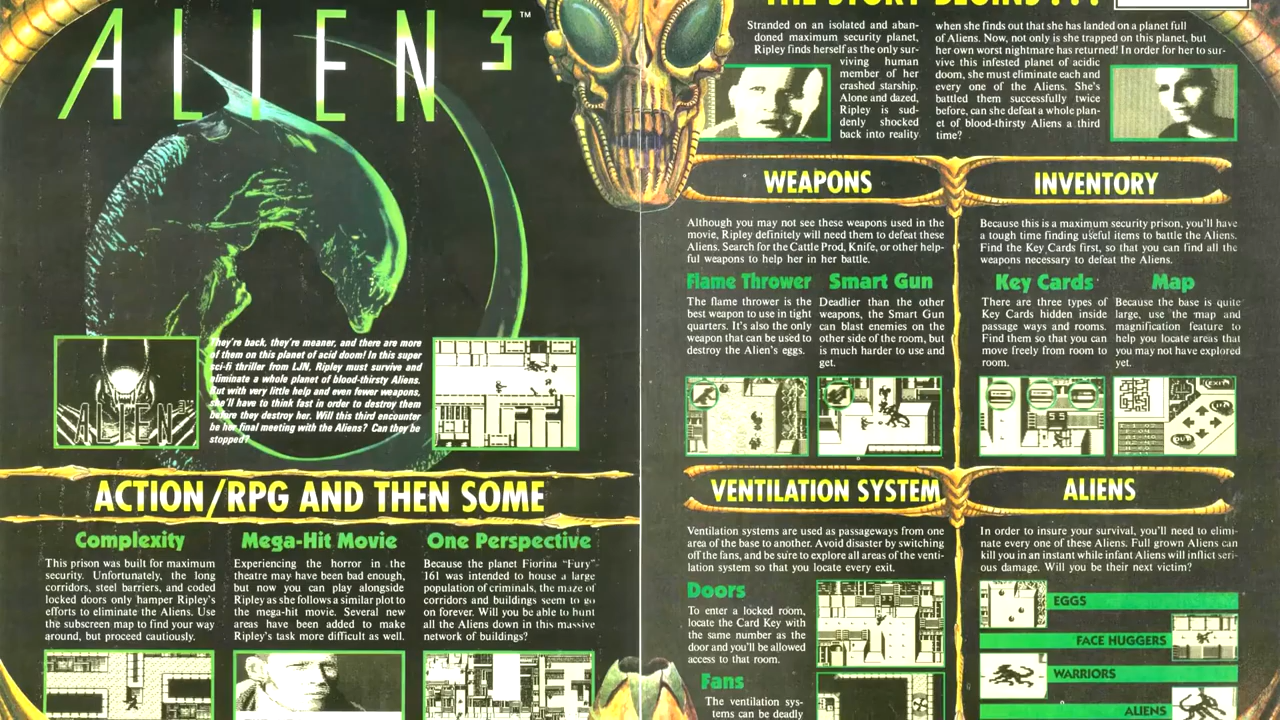 ALIEN 3™
They're back, they're meaner, and there are more
of them on this planet of acid doom! In this super
sci-fi thriller from LJN, Ripley must survive and
eliminate a whole planet of blood-thirsty Aliens.
But with very little help and even fewer weapons,
she'll have to think fast in order to destroy them
before they destroy her. Will this third encounter
be her final meeting with the Aliens? Can they be
stopped?
ALIEN 3
ACTION/RPG AND THEN SOME
Complexity
This prison was built for maximum
security. Unfortunately, the long
corridors, steel barriers, and coded
locked doors only hamper Ripley's
efforts to eliminate the Aliens. Use
the subscreen map to find your way
around, but proceed cautiously.
Mega-Hit Movie
Experiencing the horror in the
theatre may have been bad enough,
but now you can play alongside
Ripley as she follows a similar plot to
the mega-hit movie. Several new
areas have been added to make
Ripley's task more difficult as well.
One Perspective
Because the planet Fiorina "Fury"
161 was intended to house a large
population of criminals, the maze of
corridors and buildings seem to go
on forever. Will you be able to hunt
all the Aliens down in this massive
network of buildings?
THE STORY BEGINS . . .
Stranded on an isolated and aban-
doned maximum security planet,
Ripley finds herself as the only sur-
viving human
member of her
crashed starship.
Alone and dazed,
Ripley is sud-
denly shocked
back into reality
when she finds out that she has landed on a planet full
of Aliens. Now, not only is she trapped on this planet, but
her own worst nightmare has returned! In order for her to sur-
vive this infested planet of acidic
doom, she must eliminate each and
every one of the Aliens. She's
battled them successfully twice
before, can she defeat a whole plan-
et of blood-thirsty Aliens a third
time?
WEAPONS
Although you may not see these weapons used in the
movie, Ripley definitely will need them to defeat these
Aliens. Search for the Cattle Prod, Knife, or other help-
ful weapons to help her in her battle.
Flame Thrower
The flame thrower is the
best weapon to use in tight
quarters. It's also the only
weapon that can be used to
destroy the Alien's eggs.
Smart Gun
Deadlier than the other
weapons, the Smart Gun
can blast enemies on the
other side of the room, but
is much harder to use and
get.
INVENTORY
Because this is a maximum security prison, you'll have
a tough time finding useful items to battle the Aliens.
Find the Key Cards first, so that you can find all the
weapons necessary to defeat the Aliens.
Key Cards
There are three types of
Key Cards hidden inside
passage ways and rooms.
Find them so that you can
move freely from room to
room.
Map
Because the base is quite
large, use the map and
magnification feature to
help you locate areas that
you may not have explored
yet.
EXIT
OUT
VENTILATION SYSTEM
Ventilation systems are used as passageways from one
area of the base to another. Avoid disaster by switching
off the fans, and be sure to explore all areas of the venti-
lation system so that you locate every exit.
Doors
To enter a locked room,
locate the Card Key with
the same number as the
door and you'll be allowed
access to that room.
Fans
The ventilation sys-
tems can be deadly
ALIENS
In order to insure your survival, you'll need to elimi-
nate every one of these Aliens. Full grown Aliens can
kill you in an instant while infant Aliens will inflict seri-
ous damage. Will you be their next victim?
EGGS
FACE HUGGERS
WARRIORS
ALIENS